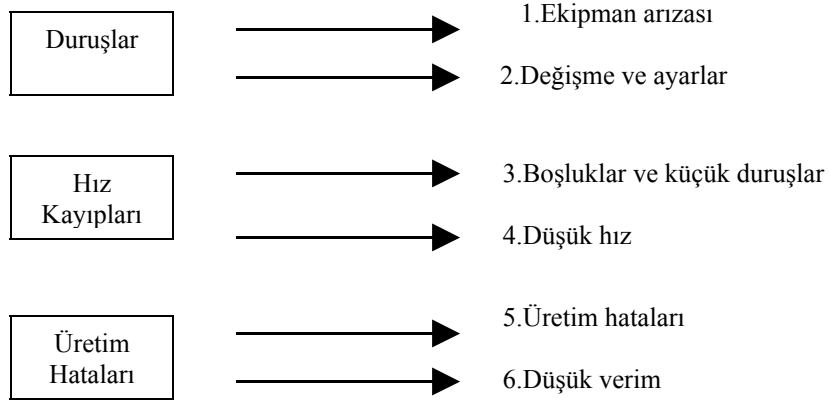 Duruşlar
1.Ekipman arızası
2.Değişme ve ayarlar
Hız
Kayıpları
3.Boşluklar ve küçük duruşlar
4.Düşük hız
Üretim
Hataları
5.Üretim hataları
6.Düşük verim